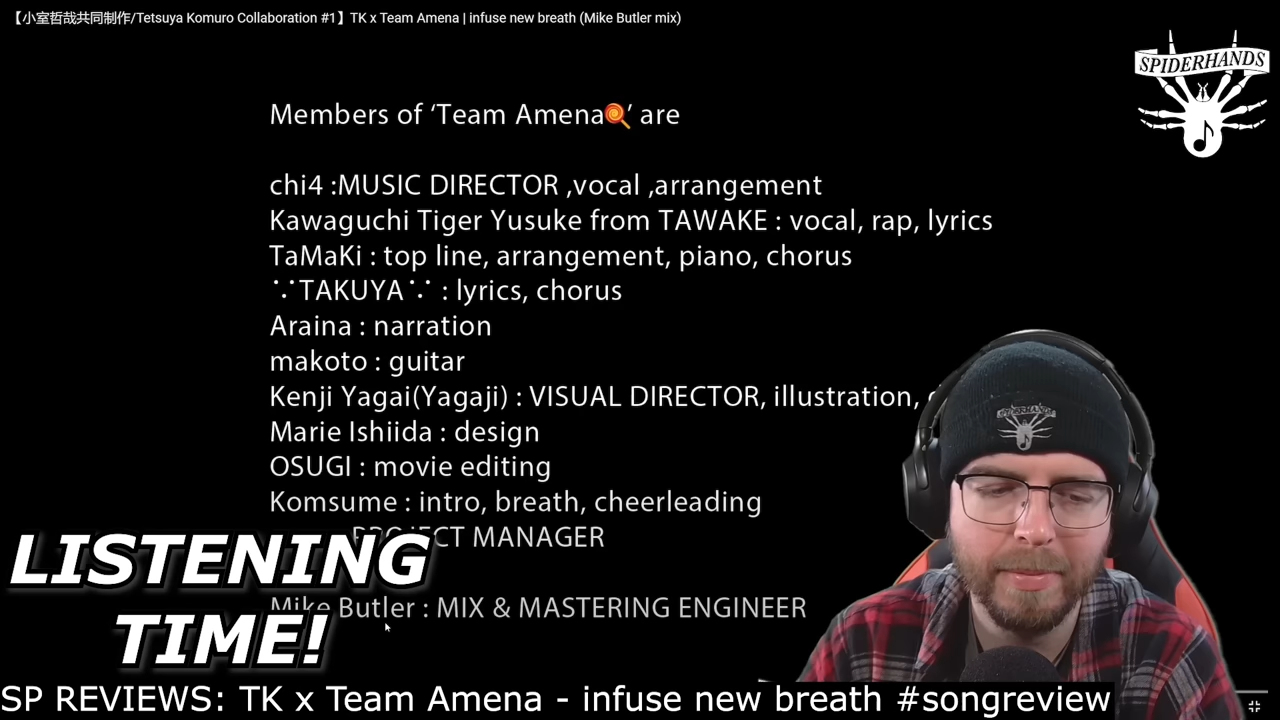 【小室哲哉共同制作/Tetsuya Komuro Collaboration #1】TK x Team Amena | infuse new breath (Mike Butler mix)
SPIDERHANDS
Members of ‘Team Amena🍭’ are
chi4 :MUSIC DIRECTOR ,vocal ,arrangement
Kawaguchi Tiger Yusuke from TAWAKE : vocal, rap, lyrics
TaMaKi : top line, arrangement, piano, chorus
∵TAKUYA∵ : lyrics, chorus
Araina : narration
makoto : guitar
Kenji Yagai(Yagaji) : VISUAL DIRECTOR, illustration,
Marie Ishiida : design
OSUGI : movie editing
Komsume : intro, breath, cheerleading
PROJECT MANAGER
Mike Butler : MIX & MASTERING ENGINEER
SPIDERHANDS
LISTENING
TIME!
SP REVIEWS: TK x Team Amena - infuse new breath #songreview